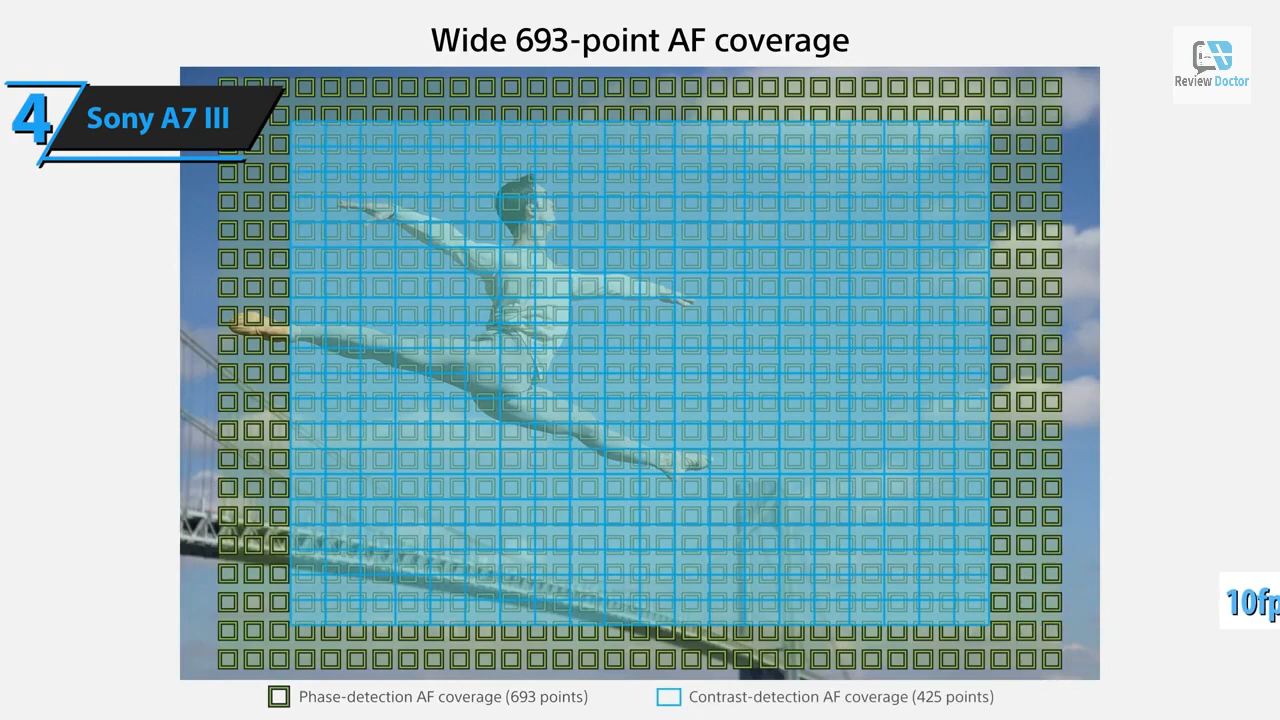 Wide 693-point AF coverage
Review Doctor
4
Sony A7 III
10fp
Phase-detection AF coverage (693 points)
Contrast-detection AF coverage (425 points)